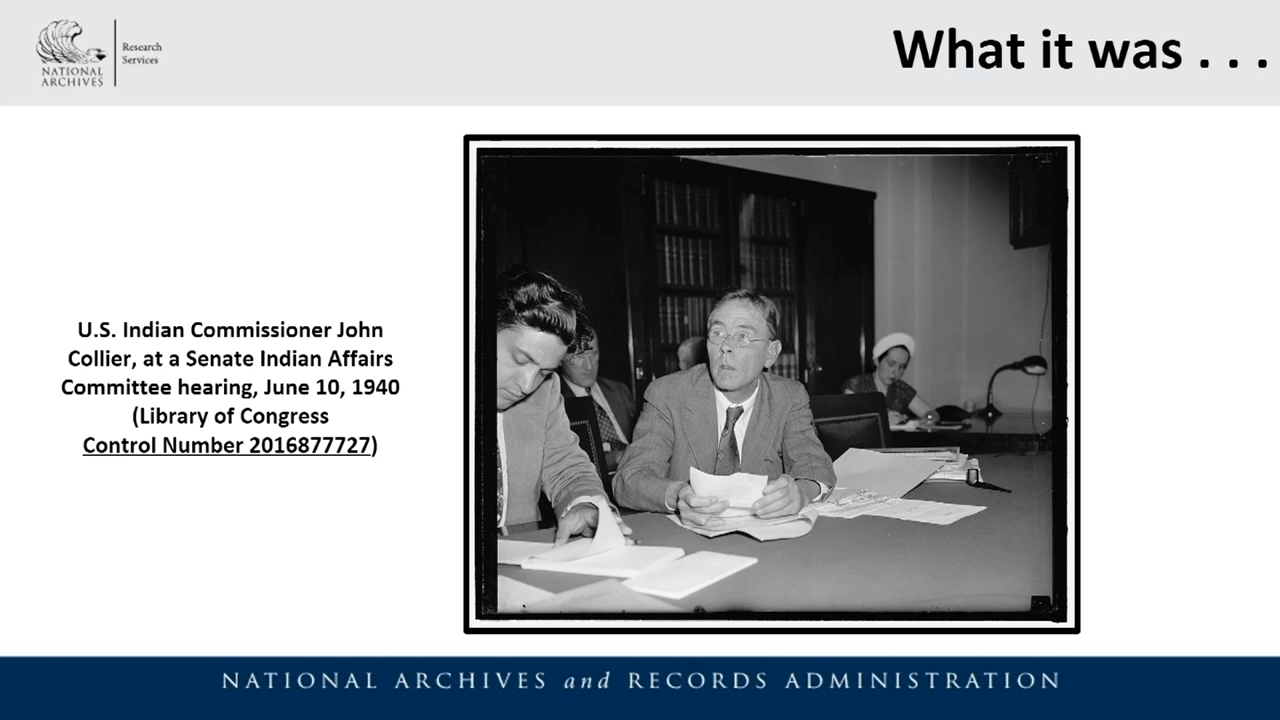 NATIONAL
ARCHIVES
Research
Services
What it was . . .
U.S. Indian Commissioner John
Collier, at a Senate Indian Affairs
Committee hearing, June 10, 1940
(Library of Congress
Control Number 2016877727)
NATIONAL ARCHIVES and RECORDS ADMINISTRATION